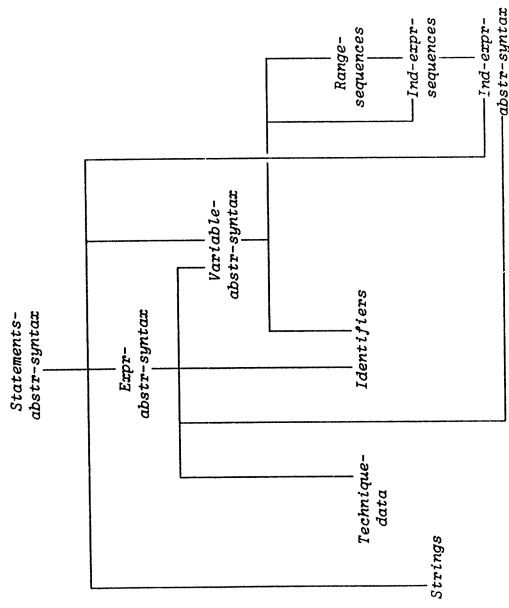 Statements-
abstr-syntax
Expr-
abstr-syntax
Variable-
abstr-syntax
Range-
sequences
Ind-expr-
sequences
Ind-expr-
abstr-syntax
Identifiers
Technique-
data
Strings